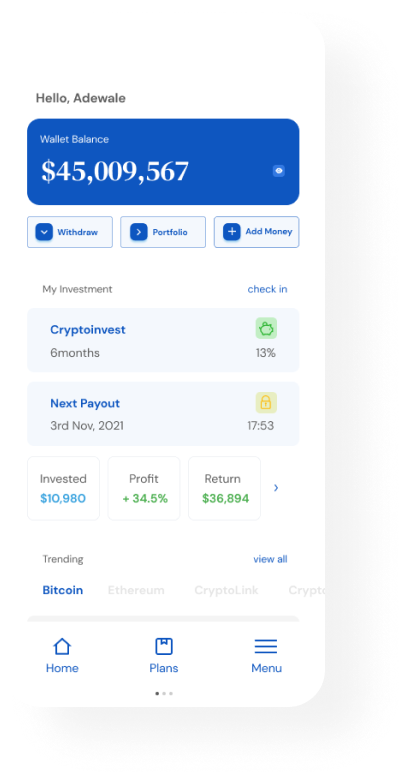 Hello, Adewale
Wallet Balance
$45,009,567
Withdraw
Portfolio
Add Money
My Investment
check in
Cryptoinvest
6months
13%
Next Payout
3rd Nov, 2021
17:53
Invested
$10,980
Profit
+ 34.5%
Return
$36,894
Trending
view all
Bitcoin
Ethereum
CryptoLink
Crypto
Home
Plans
Menu